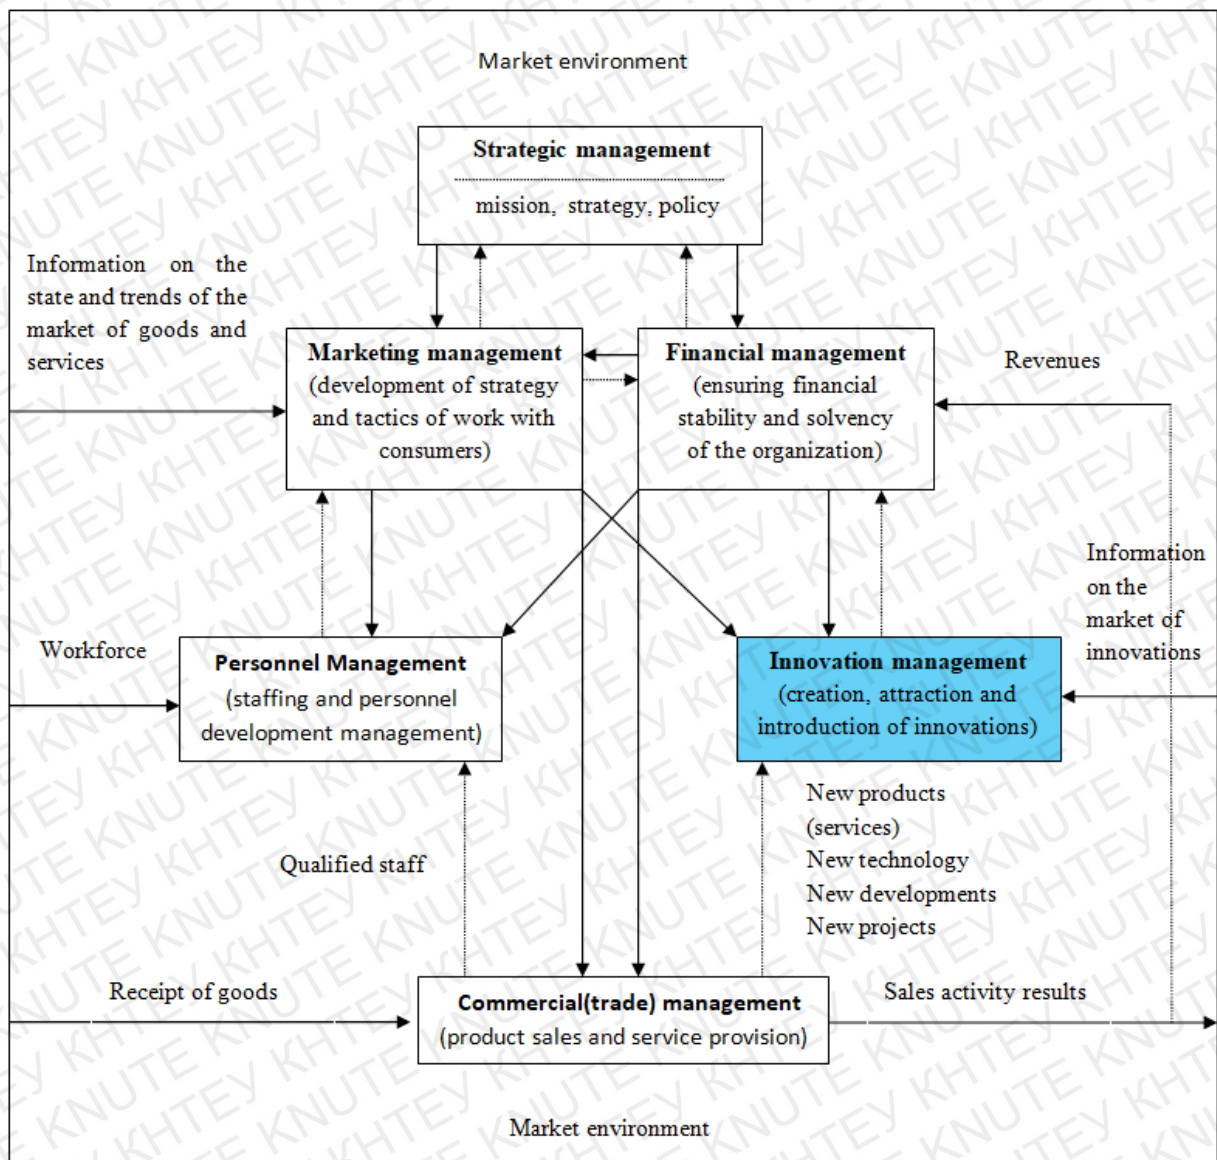 Market environment
Strategic management
mission, strategy, policy
Information on the
state and trends of the
market of goods and
services
Marketing management
(development of strategy
and tactics of work with
consumers)
Financial management
(ensuring financial
stability and solvency
of the organization)
Revenues
Information
on the
market of
innovations
Workforce
Personnel Management
(staffing and personnel
development management)
Innovation management
(creation, attraction and
introduction of innovations)
New products
(services)
New technology
New developments
New projects
Qualified staff
Receipt of goods
Commercial(trade) management
(product sales and service provision)
Sales activity results
Market environment
KNUTE КНТЕУ KNUTE КНТЕУ